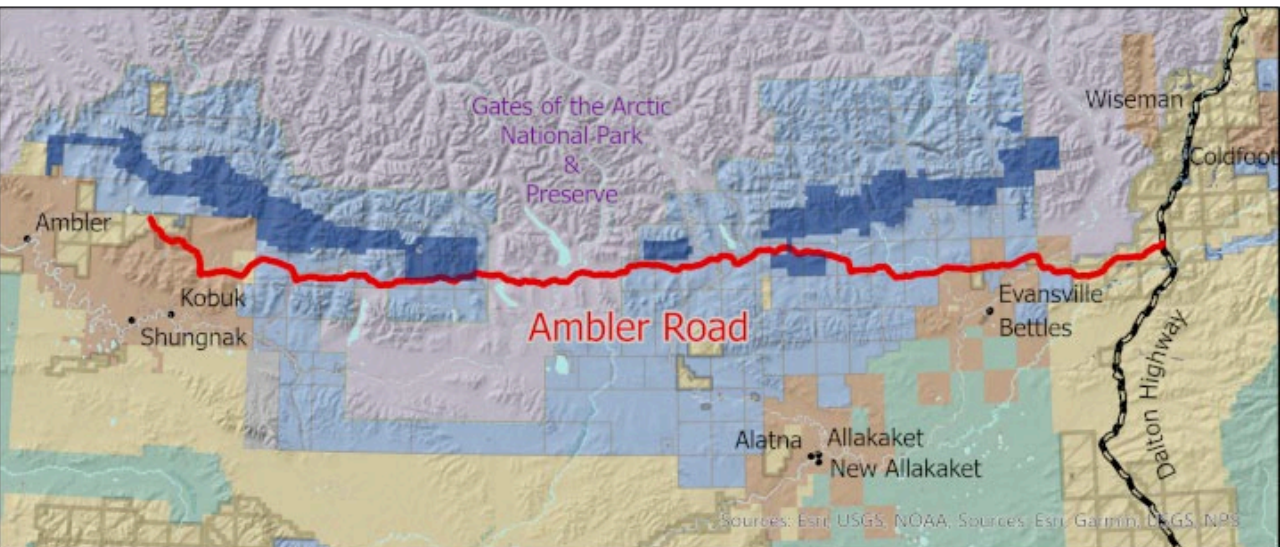 Gates of the Arctic
National Park
&
Preserve
Wiseman
Coldfoot
Ambler
Kobuk
Shungnak
Ambler Road
Evansville
Bettles
Dalton Highway
Alatna
Allakaket
New Allakaket
Sources: Esri, USGS, NOAA, Sources: Esri, Garmin, USGS, NPS